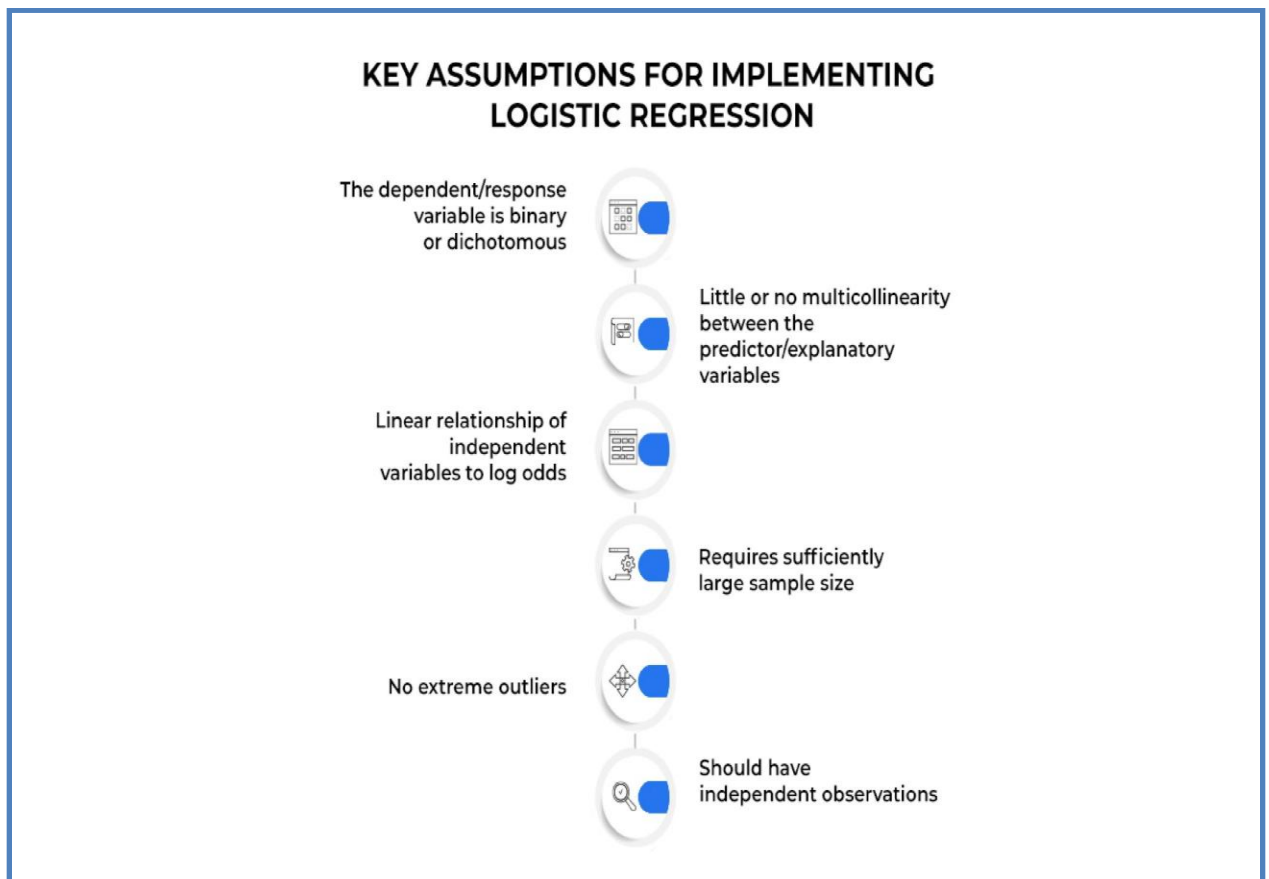 KEY ASSUMPTIONS FOR IMPLEMENTING
LOGISTIC REGRESSION
The dependent/response
variable is binary
or dichotomous
Little or no multicollinearity
between the
predictor/explanatory
variables
Linear relationship of
independent
variables to log odds
Requires sufficiently
large sample size
No extreme outliers
Should have
independent observations